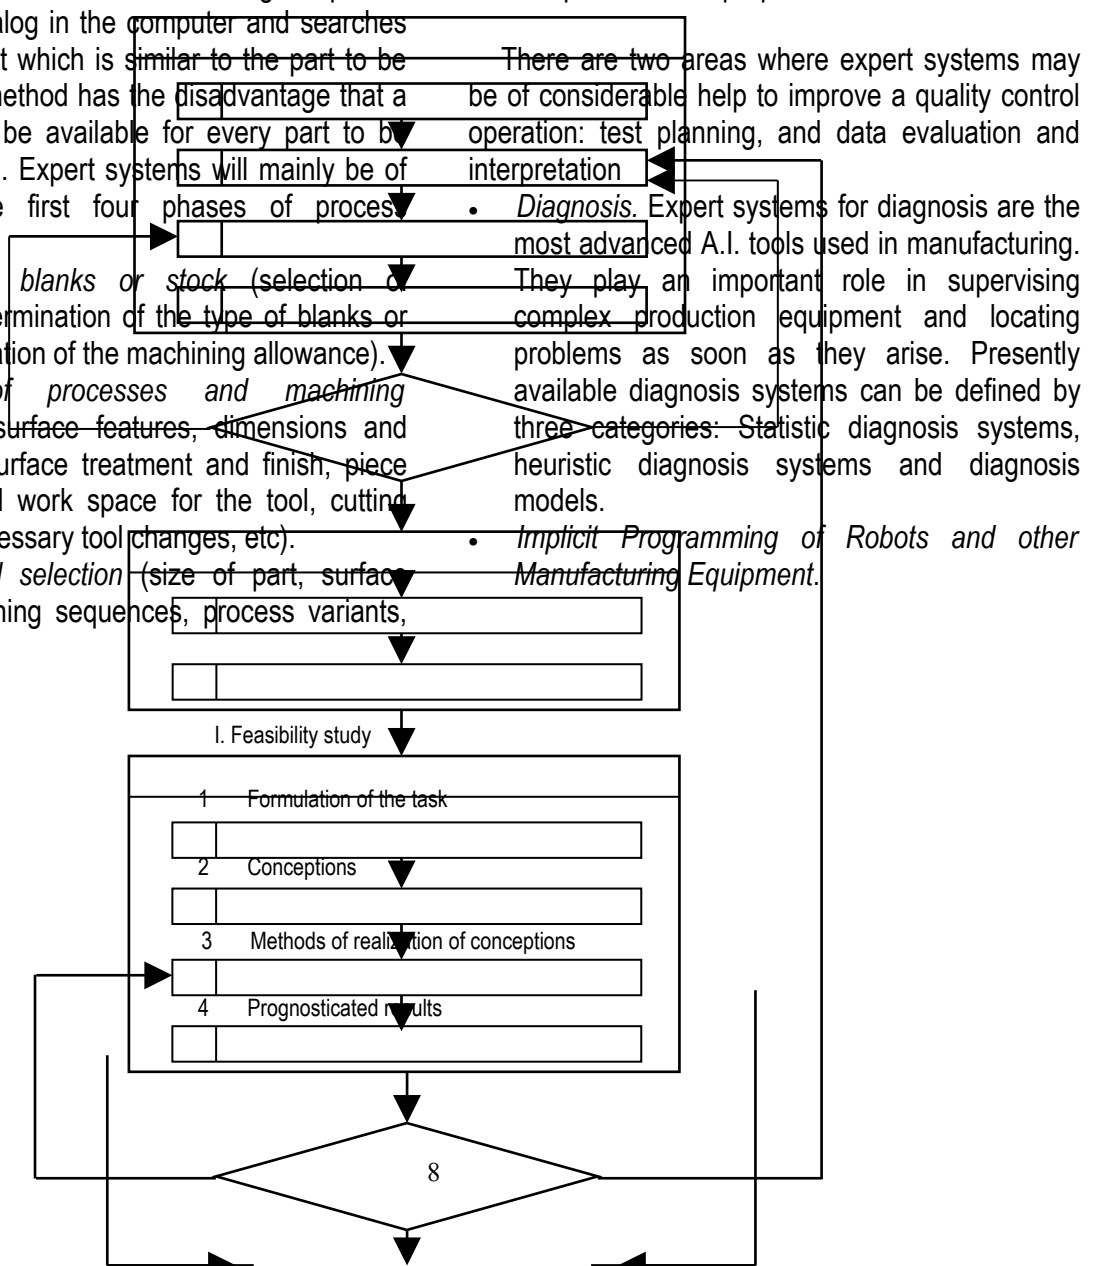 alog in the computer and searches
t which is similar to the part to be
nethod has the disadvantage that a
be available for every part to be
. Expert systems will mainly be of
e first four phases of process
blanks or stock (selection or
ermination of the type of blanks or
ation of the machining allowance).
of processes and machining
surface features, dimensions and
urface treatment and finish, piece
d work space for the tool, cutting
essary tool changes, etc).
l selection (size of part, surface
ning sequences, process variants,
There are two areas where expert systems may
be of considerable help to improve a quality control
operation: test planning, and data evaluation and
interpretation
• Diagnosis. Expert systems for diagnosis are the
most advanced A.I. tools used in manufacturing.
They play an important role in supervising
complex production equipment and locating
problems as soon as they arise. Presently
available diagnosis systems can be defined by
three categories: Statistic diagnosis systems,
heuristic diagnosis systems and diagnosis
models.
• Implicit Programming of Robots and other
Manufacturing Equipment.
I. Feasibility study
1 Formulation of the task
2 Conceptions
3 Methods of realization of conceptions
4 Prognosticated results
8